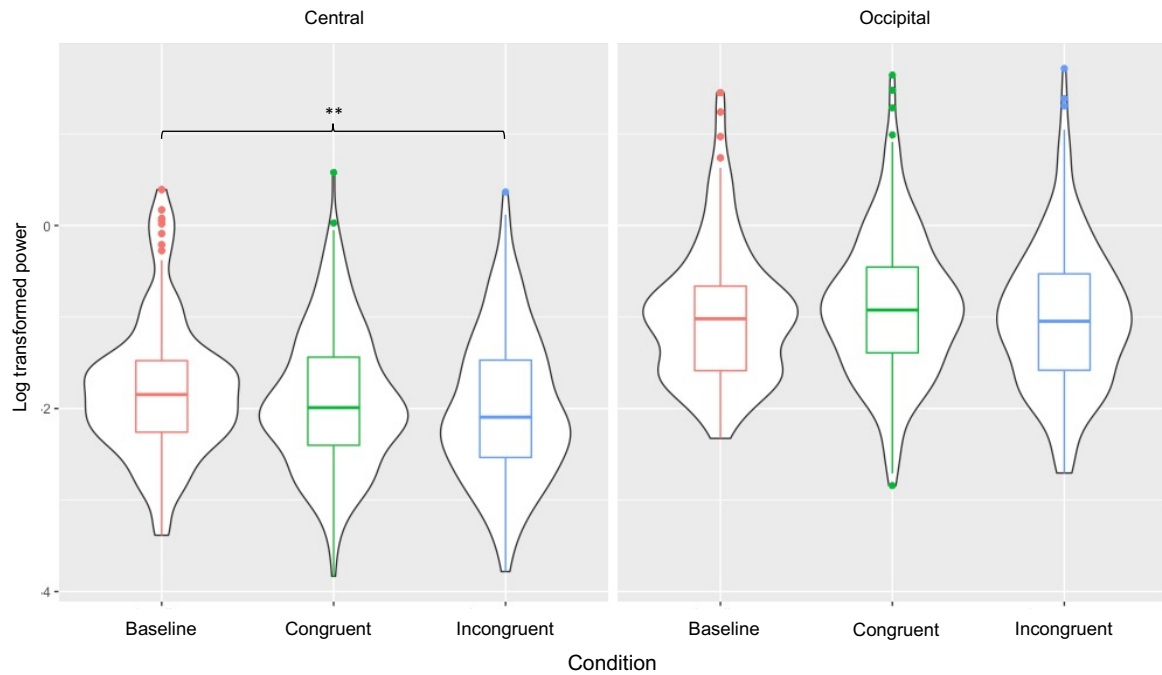 Central
Occipital
**
Log transformed power
0
-2
-4
Baseline
Congruent
Incongruent
Baseline
Congruent
Incongruent
Condition